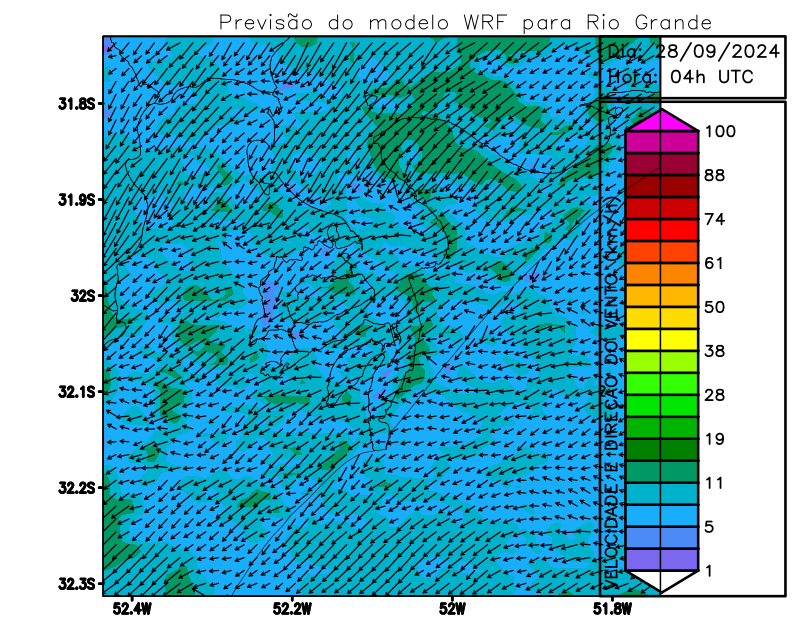 Previsão do modelo WRF para Rio Grande
Dia: 28/09/2024
Hora: 04h UTC
31.8S
31.9S
32S
32.1S
32.2S
32.3S
52.4W
52.2W
52W
51.8W
VELOCIDADE E DIREÇÃO DO VENTO (km/h)
100
88
74
61
50
38
28
19
11
5
1